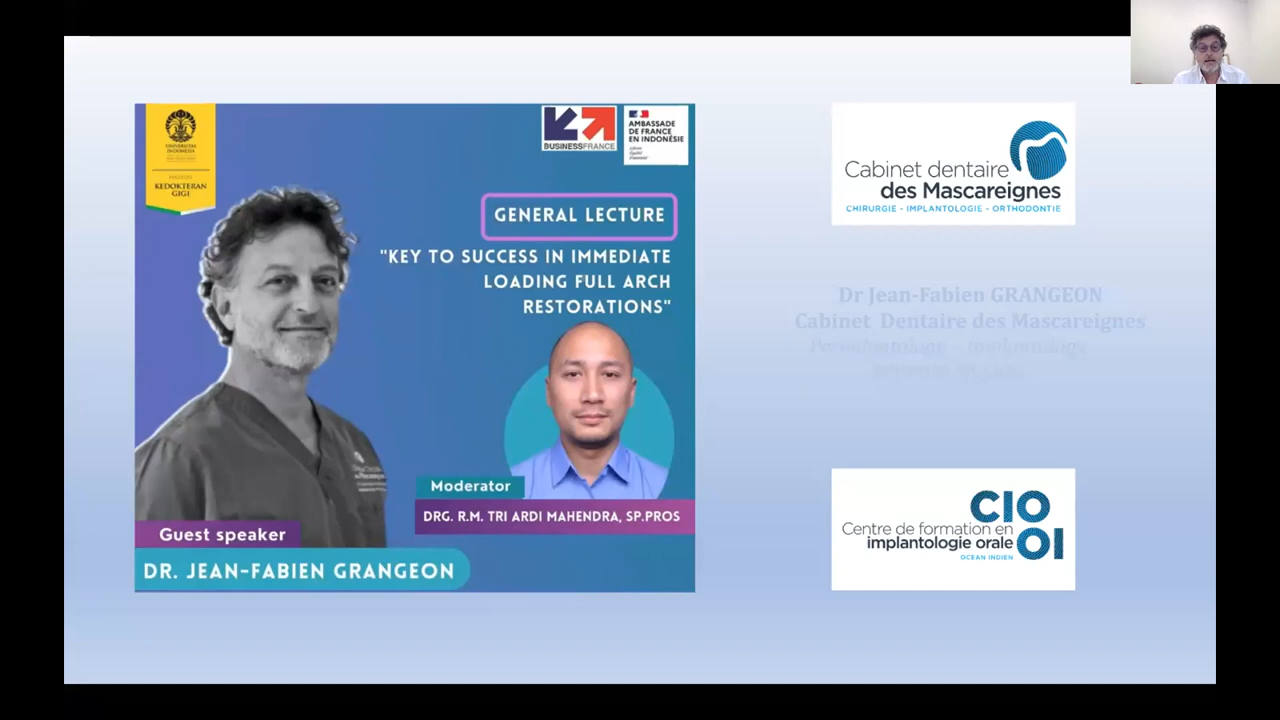 UNIVERSITAS
INDONESIA
FAKULTAS
KEDOKTERAN
GIGI
BUSINESSFRANCE
AMBASSADE
DE FRANCE
EN INDONÉSIE
GENERAL LECTURE
"KEY TO SUCCESS IN IMMEDIATE
LOADING FULL ARCH
RESTORATIONS"
Moderator
DRG. R.M. TRI ARDI MAHENDRA, SP.PROS
Guest speaker
DR. JEAN-FABIEN GRANGEON
Cabinet dentaire
des Mascareignes
CHIRURGIE - IMPLANTOLOGIE - ORTHODONTIE
Dr Jean-Fabien GRANGEON
Cabinet Dentaire des Mascareignes
Periodontology - Implantology
CIO
Centre de formation en
implantologie orale
OI
OCEAN INDIEN